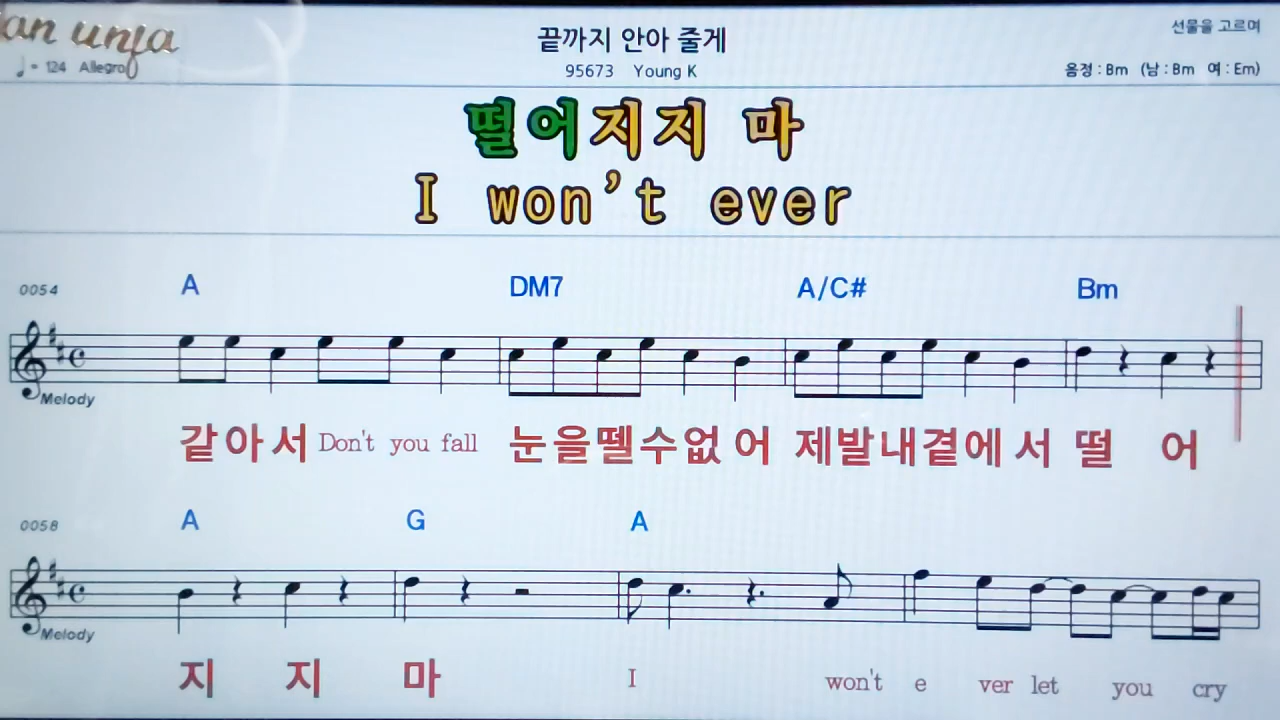 선물을 고르며
끝까지 안아 줄게
♩= 124 Allegro
95673 Young K
음정 : Bm (남 : Bm 여 : Em)
떨어지지 마
I won't ever
0054 A DM7 A/C# Bm
Melody
같아서 Don't you fall 눈을뗄수없어 제발내곁에서 떨어
0058 A G A
Melody
지 지 마 I won't e ver let you cry